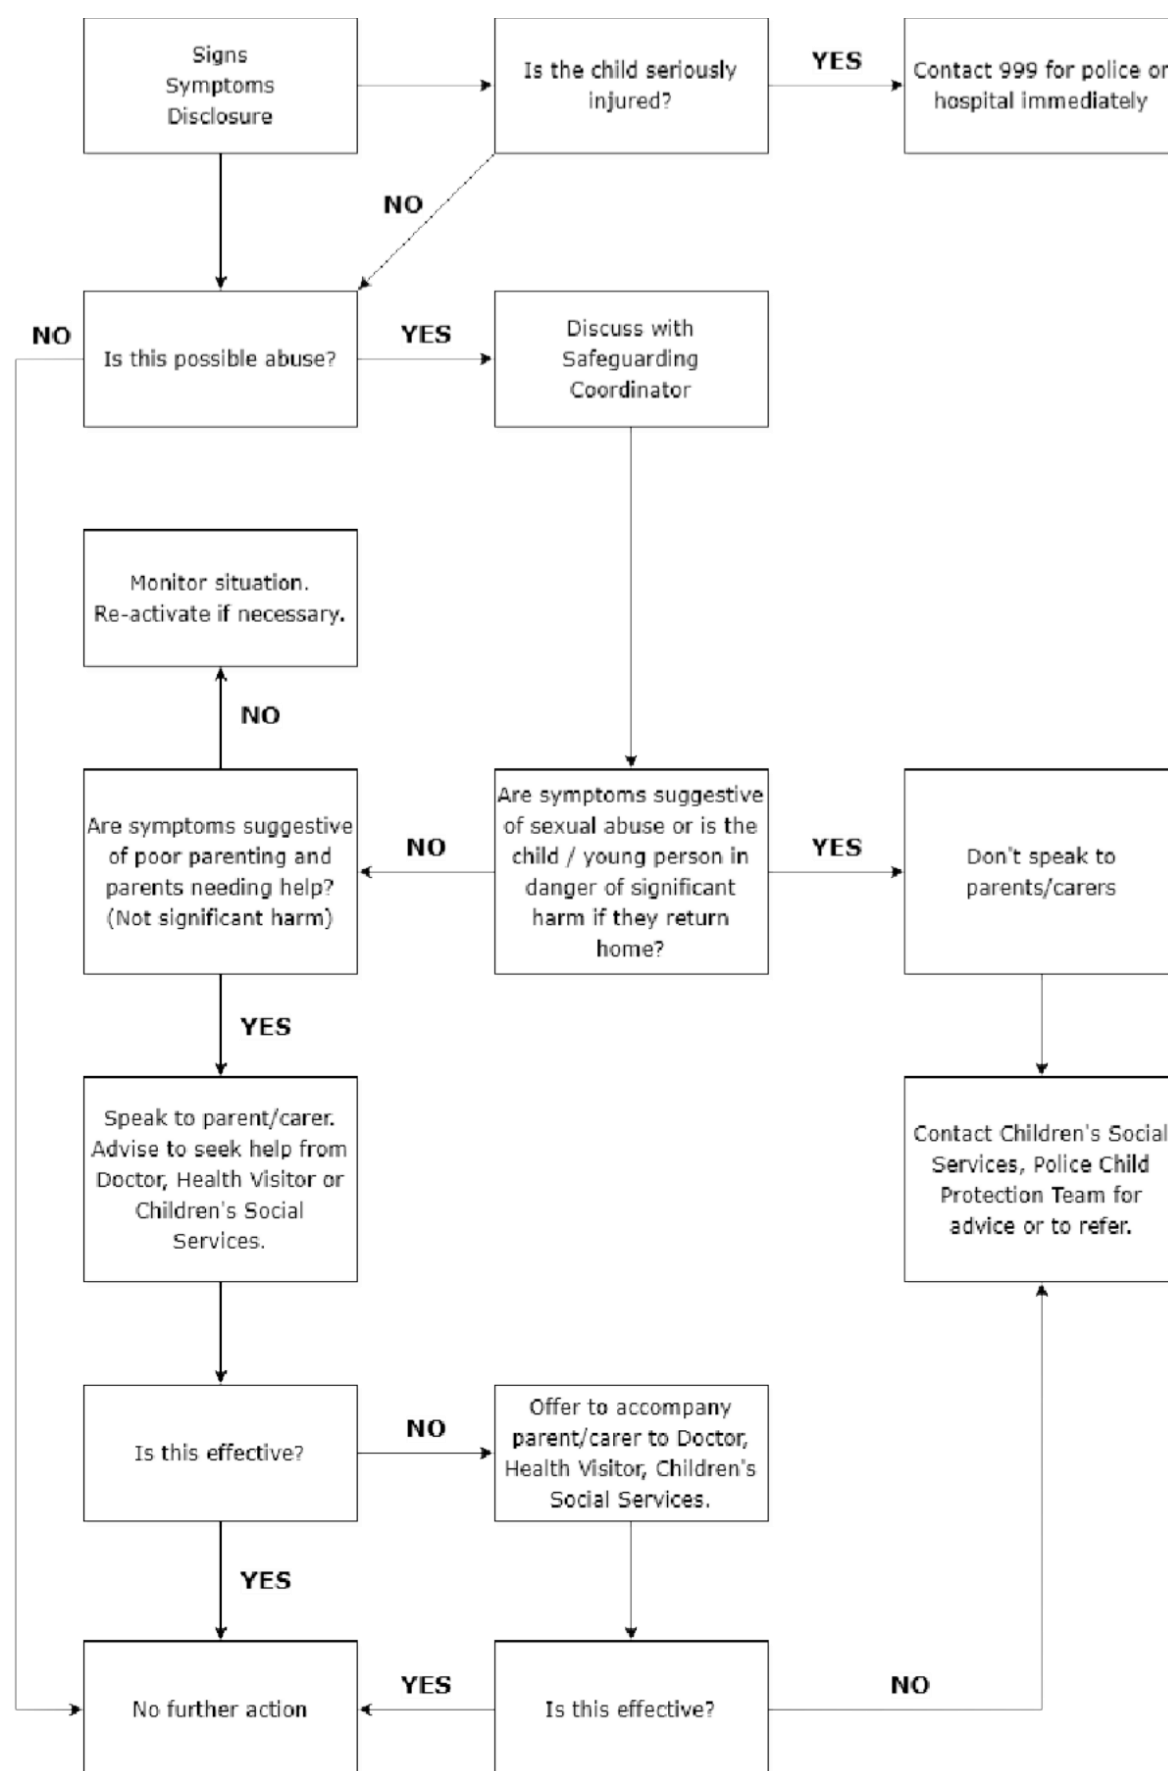 Signs
Symptoms
Disclosure
Is the child seriously
injured?
YES
Contact 999 for police or
hospital immediately
NO
NO
Is this possible abuse?
YES
Discuss with
Safeguarding
Coordinator
Monitor situation.
Re-activate if necessary.
NO
Are symptoms suggestive
of poor parenting and
parents needing help?
(Not significant harm)
NO
Are symptoms suggestive
of sexual abuse or is the
child / young person in
danger of significant
harm if they return
home?
YES
Don't speak to
parents/carers
YES
Speak to parent/carer.
Advise to seek help from
Doctor, Health Visitor or
Children's Social
Services.
Contact Children's Social
Services, Police Child
Protection Team for
advice or to refer.
Is this effective?
NO
Offer to accompany
parent/carer to Doctor,
Health Visitor, Children's
Social Services.
YES
No further action
YES
Is this effective?
NO